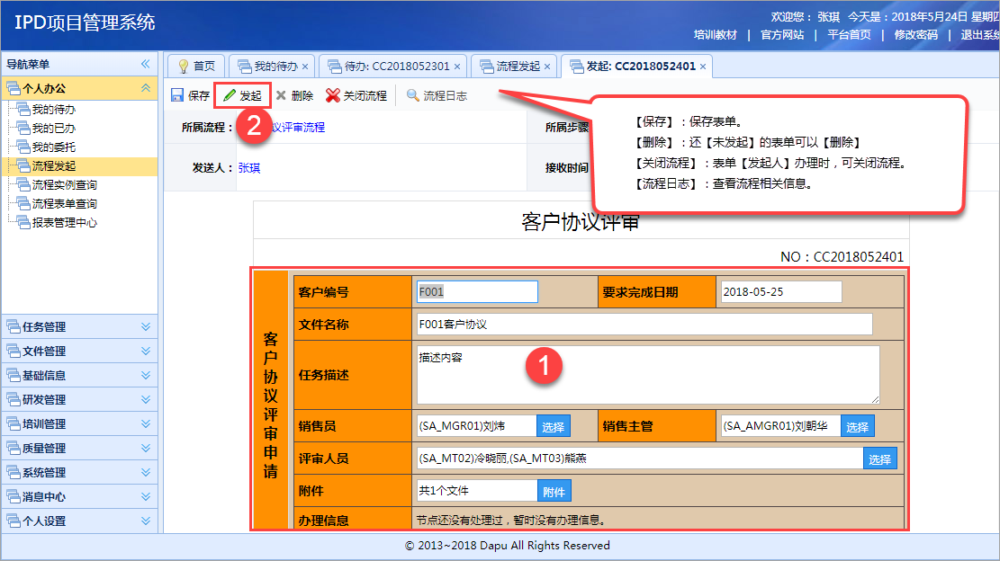 IPD项目管理系统
欢迎您： 张琪 今天是：2018年5月24日 星期四
培训教材 | 官方网站 | 平台首页 | 修改密码 | 退出系统
导航菜单
个人办公
我的待办
我的已办
我的委托
流程发起
流程实例查询
流程表单查询
报表管理中心
任务管理
文件管理
基础信息
研发管理
培训管理
质量管理
系统管理
消息中心
个人设置
首页 我的待办 × 待办: CC2018052301 × 流程发起 × 发起: CC2018052401 ×
保存 发起 删除 关闭流程 流程日志
2
所属流程： 议评审流程 所属步骤
发送人： 张琪 接收时间
【保存】：保存表单。
【删除】：还【未发起】的表单可以【删除】
【关闭流程】：表单【发起人】办理时，可关闭流程。
【流程日志】：查看流程相关信息。
客户协议评审
NO：CC2018052401
客户协议评审申请
客户编号 F001 要求完成日期 2018-05-25
文件名称 F001客户协议
任务描述 描述内容
1
销售员 (SA_MGR01)刘炜 选择 销售主管 (SA_AMGR01)刘朝华 选择
评审人员 (SA_MT02)冷晓丽,(SA_MT03)熊燕 选择
附件 共1个文件 附件
办理信息 节点还没有处理过，暂时没有办理信息。
© 2013~2018 Dapu All Rights Reserved